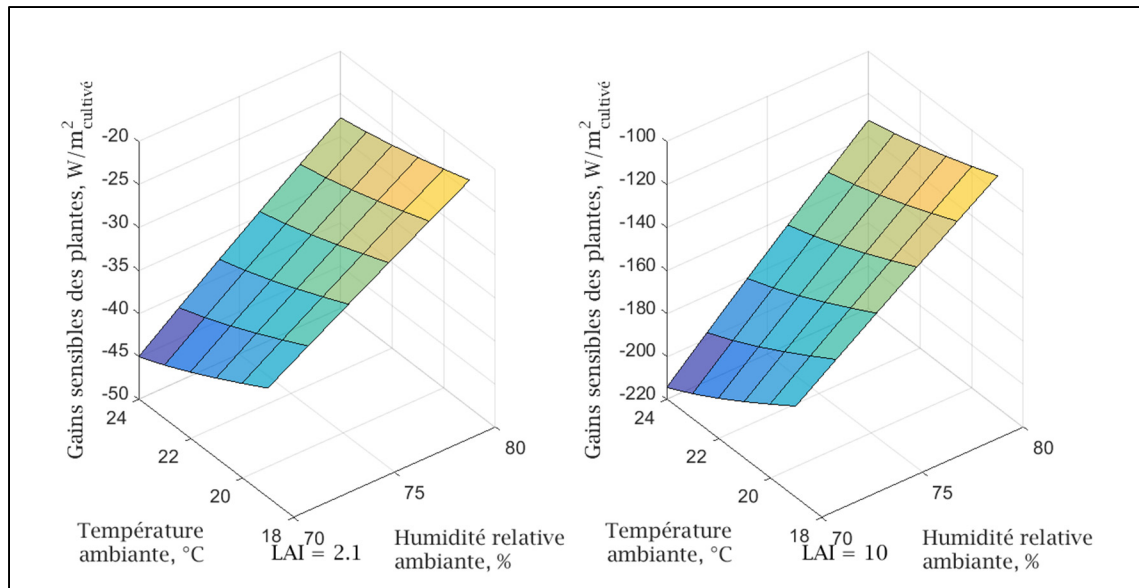 Gains sensibles des plantes, W/m²cultivé
-20
-25
-30
-35
-40
-45
-50
24
22
20
18
70
75
80
Température
ambiante, °C
LAI = 2.1
Humidité relative
ambiante, %
Gains sensibles des plantes, W/m²cultivé
-100
-120
-140
-160
-180
-200
-220
24
22
20
18
70
75
80
Température
ambiante, °C
LAI = 10
Humidité relative
ambiante, %